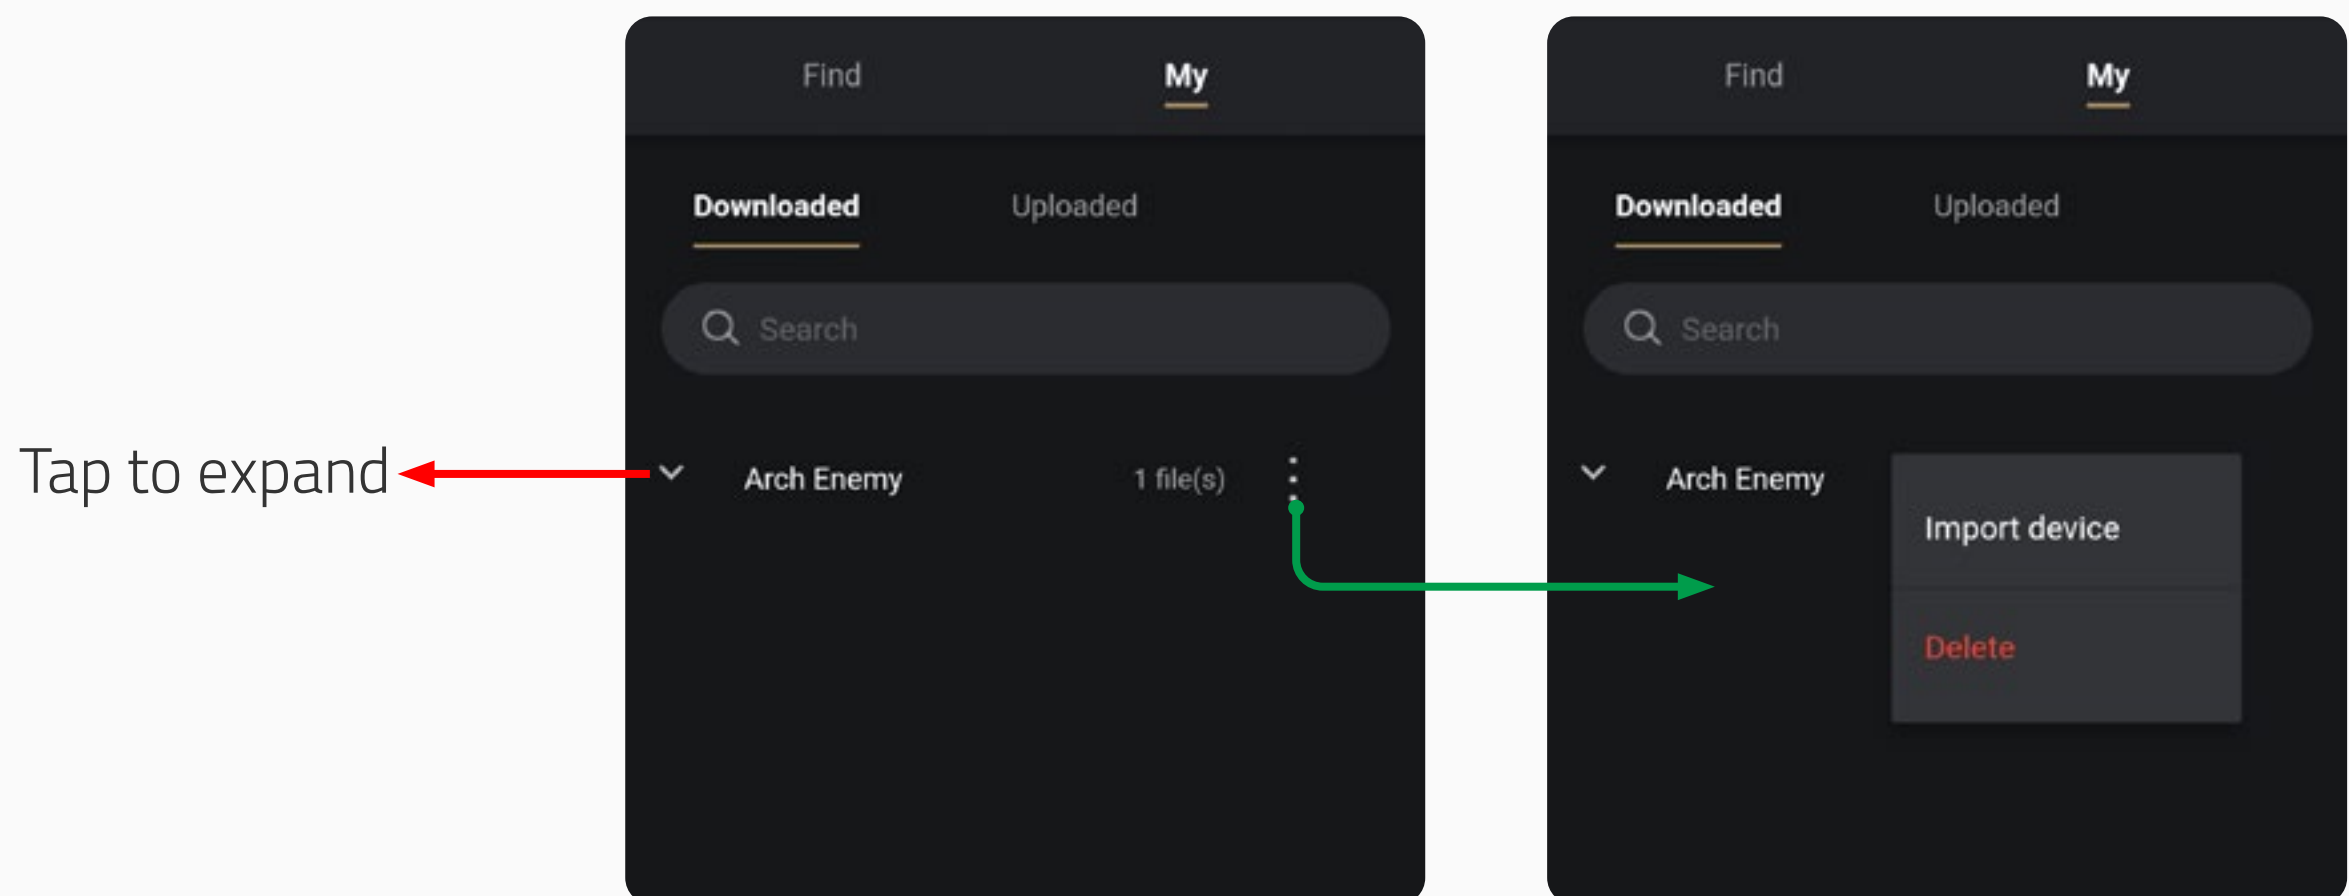 Find My
Downloaded Uploaded
Search
Tap to expand
Arch Enemy 1 file(s)
Find My
Downloaded Uploaded
Search
Arch Enemy
Import device
Delete